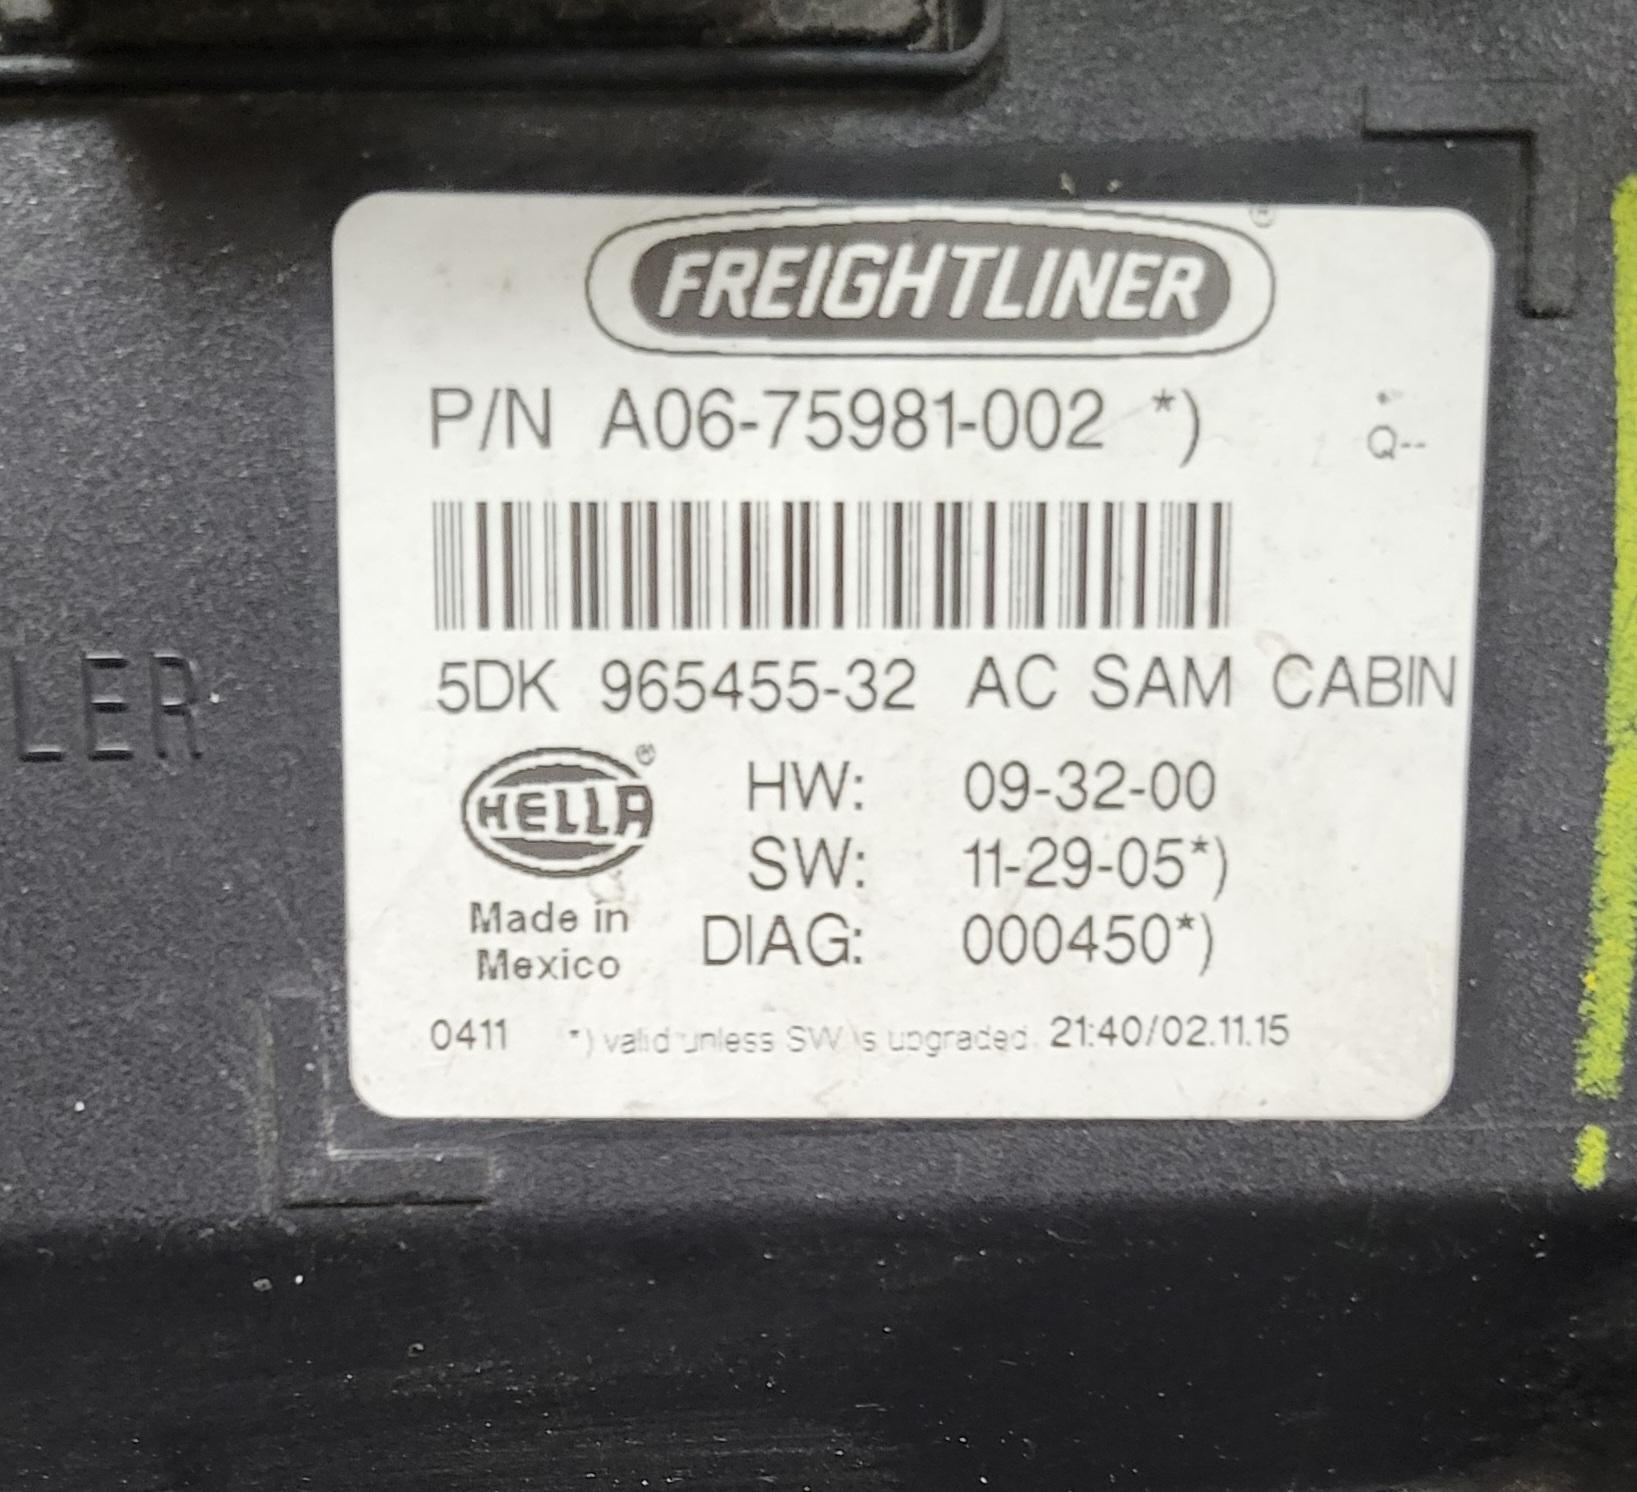 FREIGHTLINER ®
P/N A06-75981-002 *)
Q--
5DK 965455-32 AC SAM CABIN
LER
HELLA ®
HW: 09-32-00
SW: 11-29-05*)
Made in
Mexico
DIAG: 000450*)
0411 *) valid unless SW is upgraded. 21:40/02.11.15